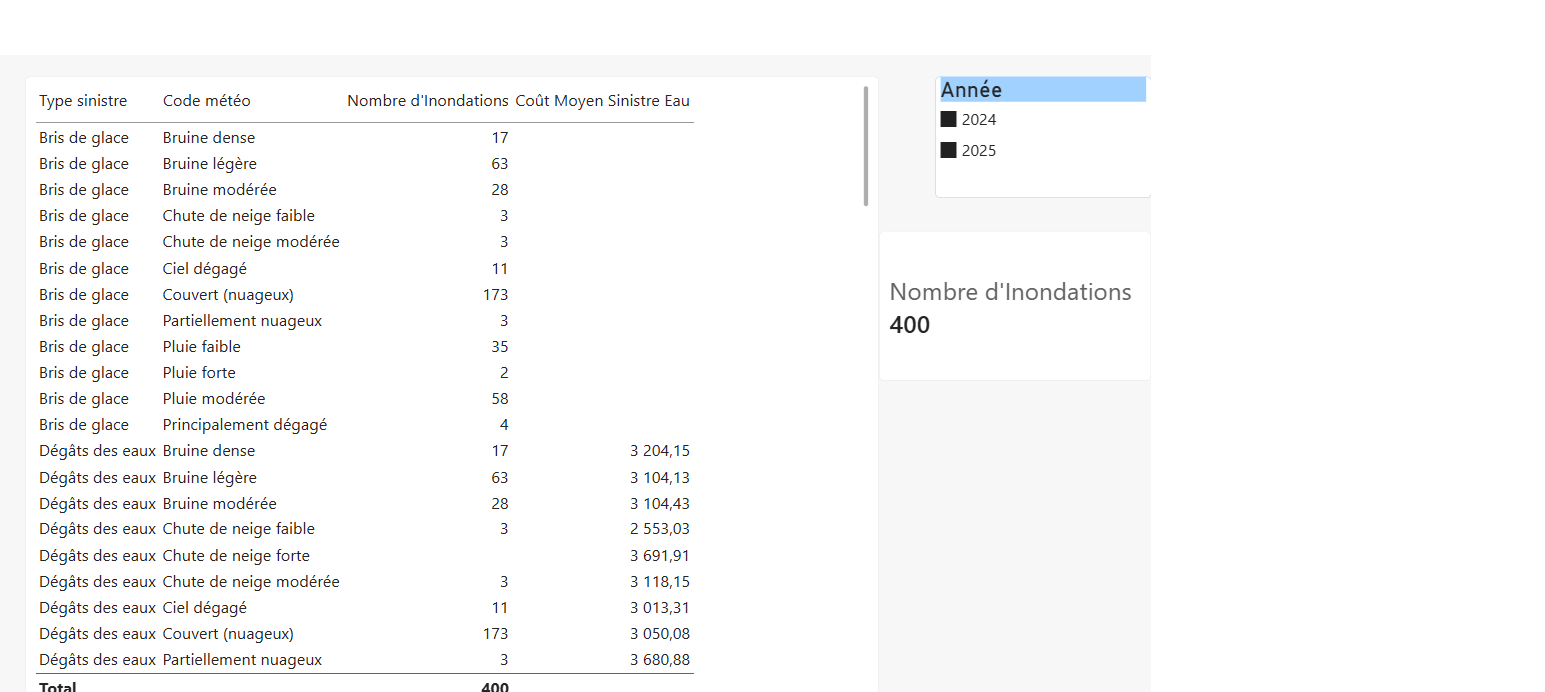 Type sinistre Code météo Nombre d'Inondations Coût Moyen Sinistre Eau
Bris de glace Bruine dense 17
Bris de glace Bruine légère 63
Bris de glace Bruine modérée 28
Bris de glace Chute de neige faible 3
Bris de glace Chute de neige modérée 3
Bris de glace Ciel dégagé 11
Bris de glace Couvert (nuageux) 173
Bris de glace Partiellement nuageux 3
Bris de glace Pluie faible 35
Bris de glace Pluie forte 2
Bris de glace Pluie modérée 58
Bris de glace Principalement dégagé 4
Dégâts des eaux Bruine dense 17 3 204,15
Dégâts des eaux Bruine légère 63 3 104,13
Dégâts des eaux Bruine modérée 28 3 104,43
Dégâts des eaux Chute de neige faible 3 2 553,03
Dégâts des eaux Chute de neige forte 3 691,91
Dégâts des eaux Chute de neige modérée 3 3 118,15
Dégâts des eaux Ciel dégagé 11 3 013,31
Dégâts des eaux Couvert (nuageux) 173 3 050,08
Dégâts des eaux Partiellement nuageux 3 3 680,88
Total 400
Année
2024
2025
Nombre d'Inondations
400